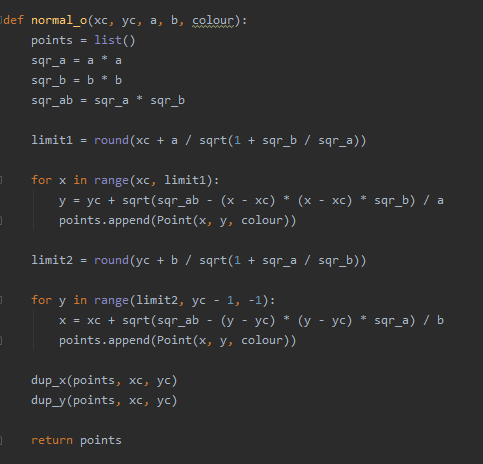 def normal_o(xc, yc, a, b, colour):
    points = list()
    sqr_a = a * a
    sqr_b = b * b
    sqr_ab = sqr_a * sqr_b
    limit1 = round(xc + a / sqrt(1 + sqr_b / sqr_a))
    for x in range(xc, limit1):
        y = yc + sqrt(sqr_ab - (x - xc) * (x - xc) * sqr_b) / a
        points.append(Point(x, y, colour))
    limit2 = round(yc + b / sqrt(1 + sqr_a / sqr_b))
    for y in range(limit2, yc - 1, -1):
        x = xc + sqrt(sqr_ab - (y - yc) * (y - yc) * sqr_a) / b
        points.append(Point(x, y, colour))
    dup_x(points, xc, yc)
    dup_y(points, xc, yc)
    return points